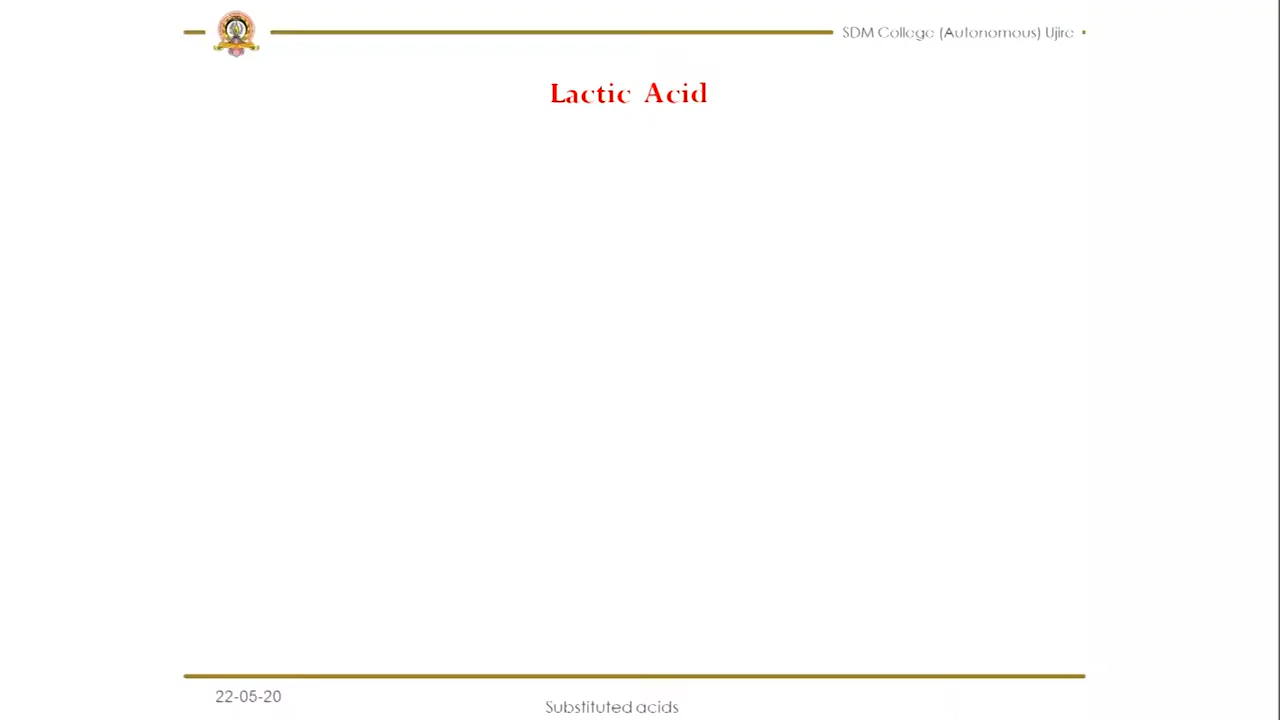 SDM College (Autonomous) Ujire
Lactic Acid
22-05-20
Substituted acids